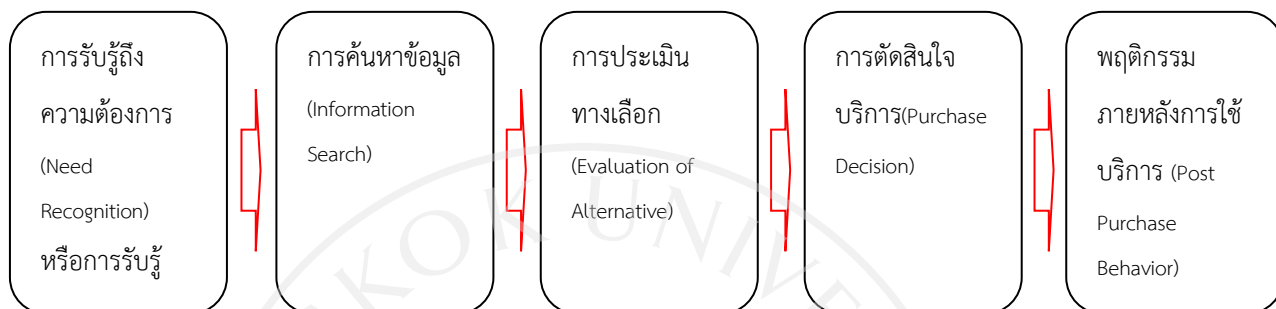 การรับรู้ถึง
ความต้องการ
(Need
Recognition)
หรือการรับรู้
การค้นหาข้อมูล
(Information
Search)
การประเมิน
ทางเลือก
(Evaluation of
Alternative)
การตัดสินใจ
บริการ(Purchase
Decision)
พฤติกรรม
ภายหลังการใช้
บริการ (Post
Purchase
Behavior)
KOK UNIVE